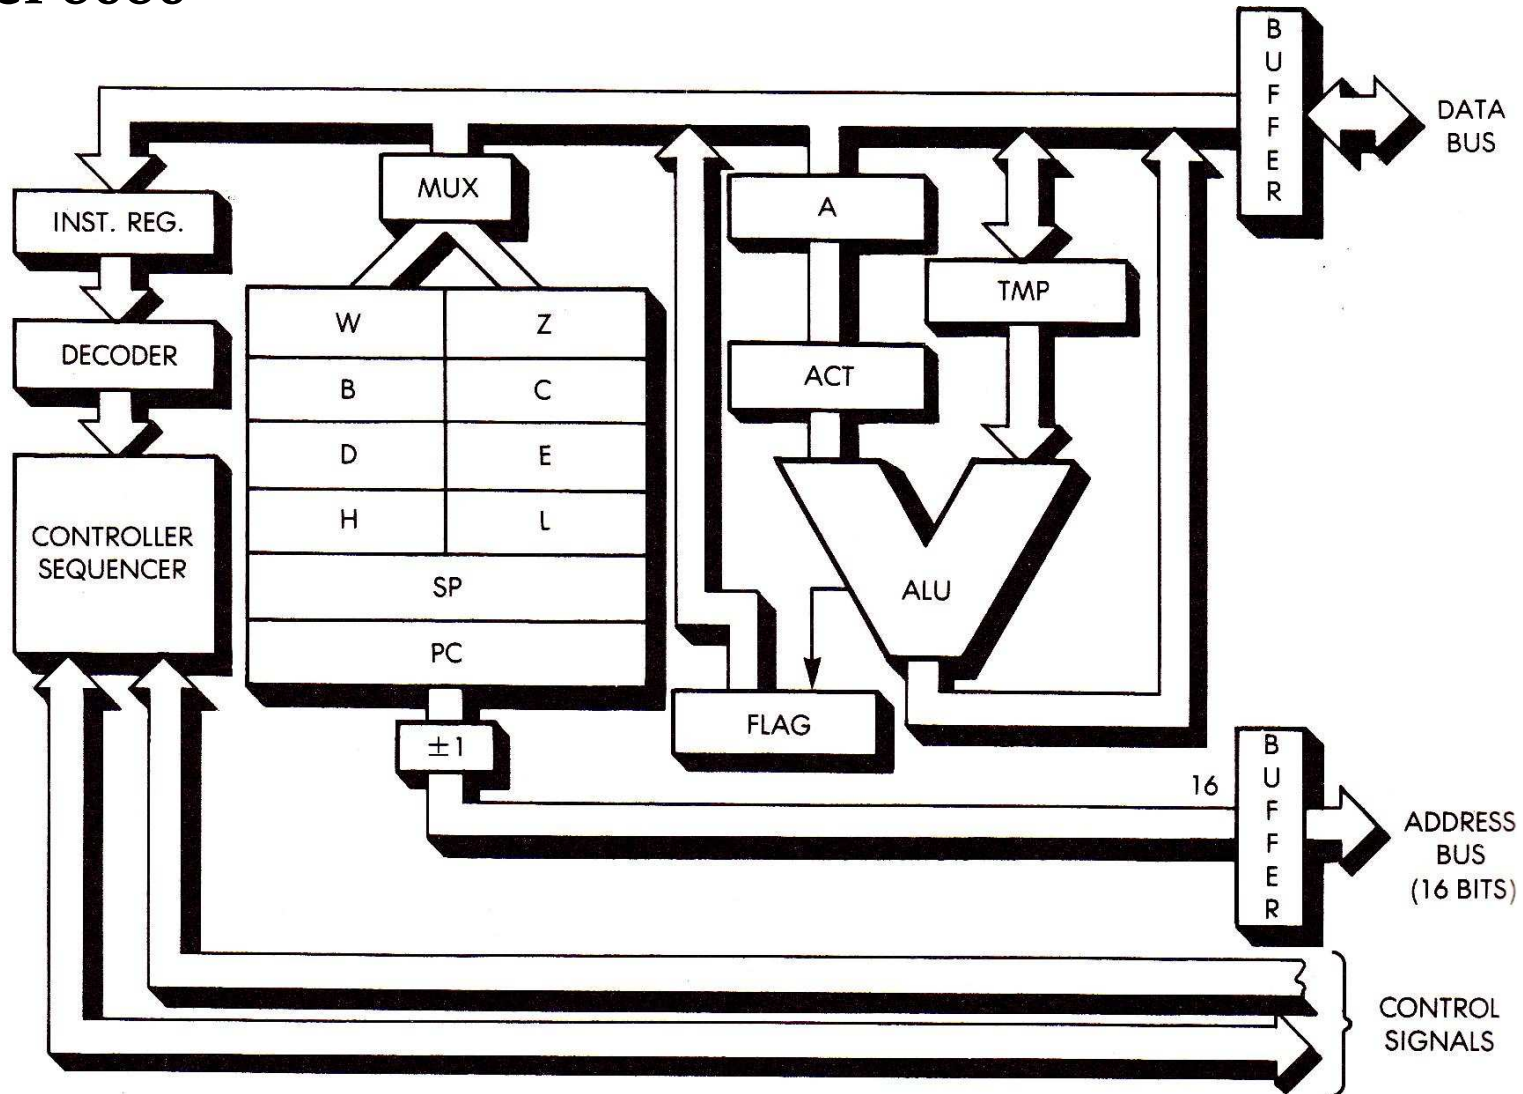 BUFFER
DATA
BUS
MUX
A
INST. REG.
TMP
W
Z
DECODER
ACT
B
C
D
E
H
L
CONTROLLER
SEQUENCER
SP
ALU
PC
FLAG
±1
16
BUFFER
ADDRESS
BUS
(16 BITS)
CONTROL
SIGNALS